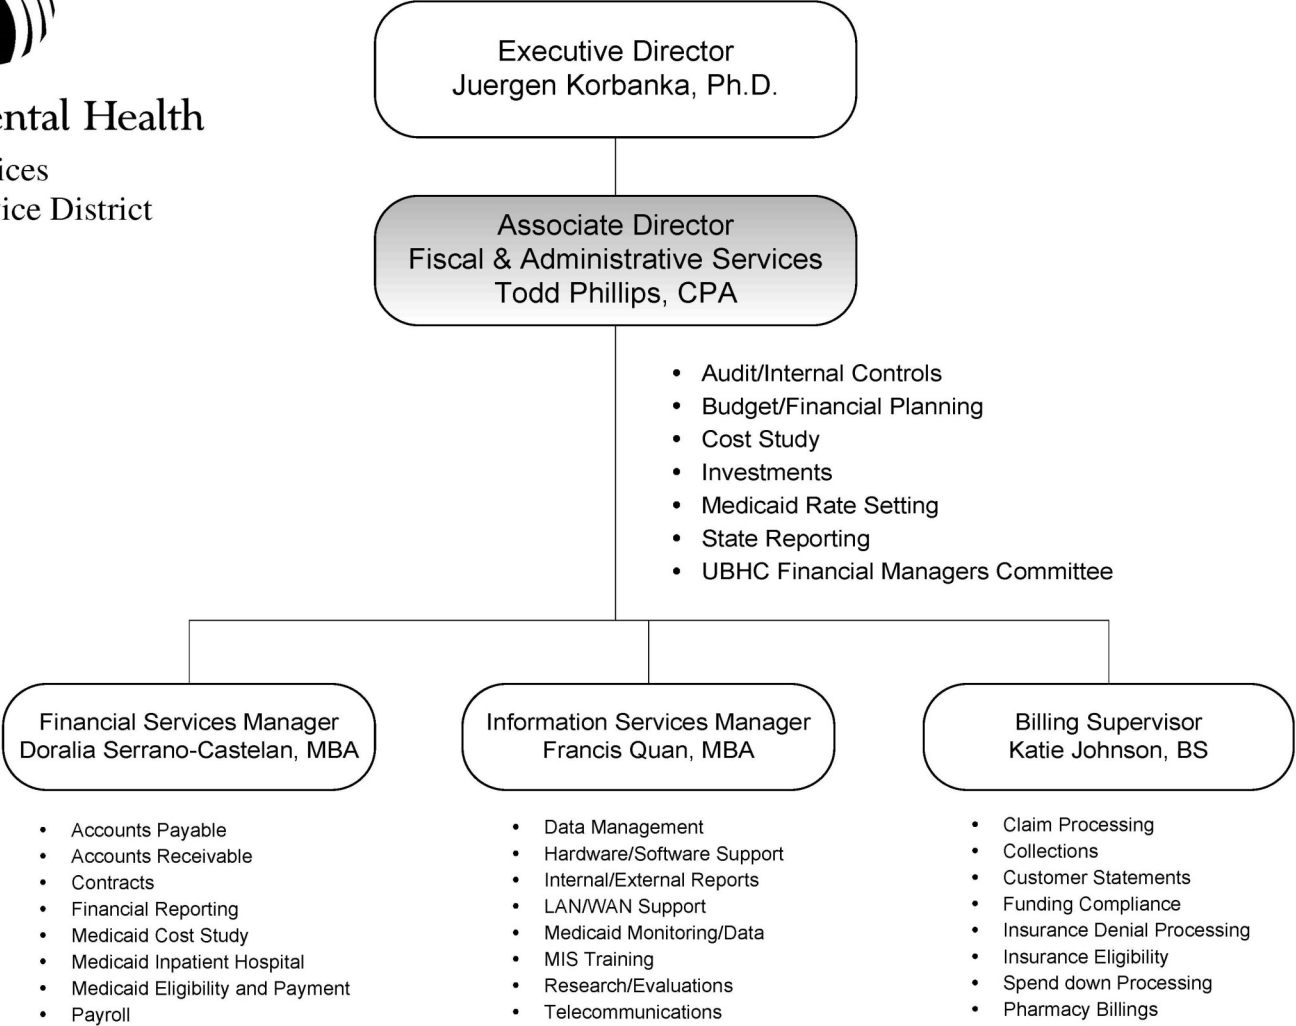 Executive Director
Juergen Korbanka, Ph.D.
Health
District
Associate Director
Fiscal & Administrative Services
Todd Phillips, CPA
• Audit/Internal Controls
• Budget/Financial Planning
• Cost Study
• Investments
• Medicaid Rate Setting
• State Reporting
• UBHC Financial Managers Committee
Financial Services Manager
Doralia Serrano-Castelan, MBA
• Accounts Payable
• Accounts Receivable
• Contracts
• Financial Reporting
• Medicaid Cost Study
• Medicaid Inpatient Hospital
• Medicaid Eligibility and Payment
• Payroll
Information Services Manager
Francis Quan, MBA
• Data Management
• Hardware/Software Support
• Internal/External Reports
• LAN/WAN Support
• Medicaid Monitoring/Data
• MIS Training
• Research/Evaluations
• Telecommunications
Billing Supervisor
Katie Johnson, BS
• Claim Processing
• Collections
• Customer Statements
• Funding Compliance
• Insurance Denial Processing
• Insurance Eligibility
• Spend down Processing
• Pharmacy Billings